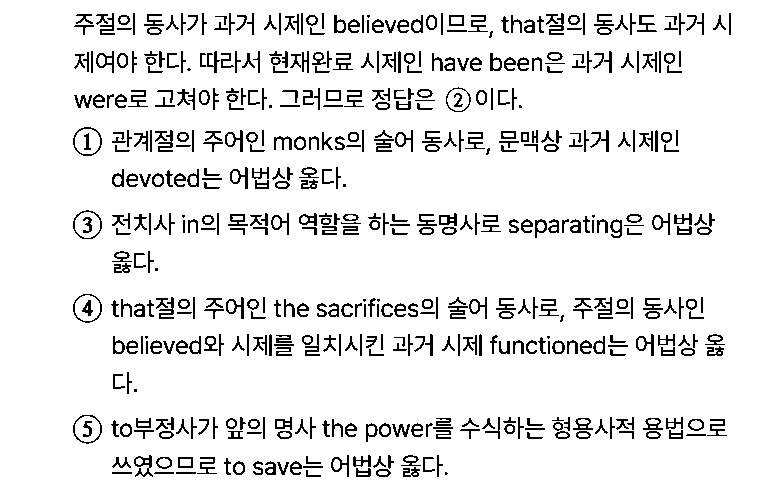 주절의 동사가 과거 시제인 believed이므로, that절의 동사도 과거 시
제여야 한다. 따라서 현재완료 시제인 have been은 과거 시제인
were로 고쳐야 한다. 그러므로 정답은 ②이다.
① 관계절의 주어인 monks의 술어 동사로, 문맥상 과거 시제인
devoted는 어법상 옳다.
③ 전치사 in의 목적어 역할을 하는 동명사로 separating은 어법상
옳다.
④ that절의 주어인 the sacrifices의 술어 동사로, 주절의 동사인
believed와 시제를 일치시킨 과거 시제 functioned는 어법상 옳
다.
⑤ to부정사가 앞의 명사 the power를 수식하는 형용사적 용법으로
쓰였으므로 to save는 어법상 옳다.